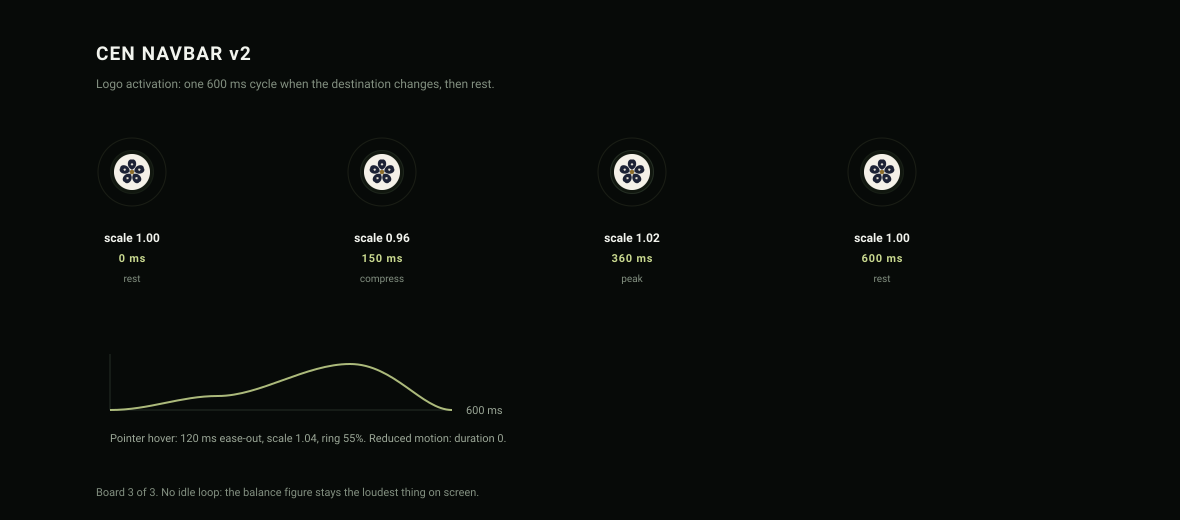 CEN NAVBAR v2
Logo activation: one 600 ms cycle when the destination changes, then rest.
scale 1.00
0 ms
rest
scale 0.96
150 ms
compress
scale 1.02
360 ms
peak
scale 1.00
600 ms
rest
600 ms
Pointer hover: 120 ms ease-out, scale 1.04, ring 55%. Reduced motion: duration 0.
Board 3 of 3. No idle loop: the balance figure stays the loudest thing on screen.